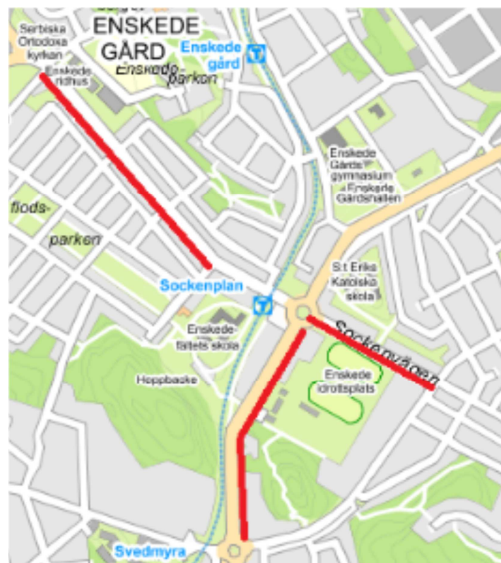 ENSKEDE
GÅRD
Serbiska
Ortodoxa
kyrkan
Enskede
ridhus
Enskede-
parken
Enskede
gård
T
Enskede
Gårds
gymnasium
Enskede
Gårdshallen
flods-
parken
Sockenplan
T
S:t Eriks
Katolska
skola
Enskede-
fältets skola
Sockenvägen
Hoppbacke
Enskede
idrottsplats
Svedmyra